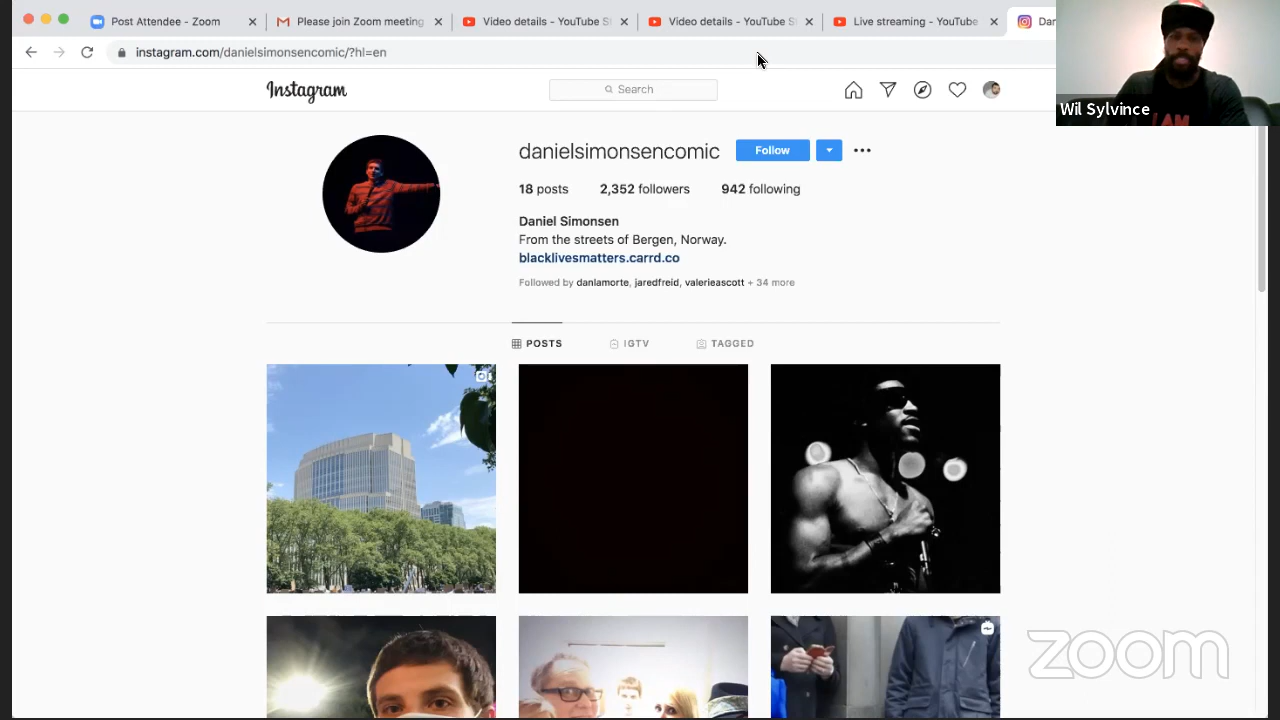 Post Attendee - Zoom
Please join Zoom meeting
Video details - YouTube S
Video details - YouTube S
Live streaming - YouTube
Da
instagram.com/danielsimonsencomic/?hl=en
Wil Sylvince
I AM
Instagram
Search
danielsimonsencomic
Follow
18 posts 2,352 followers 942 following
Daniel Simonsen
From the streets of Bergen, Norway.
blacklivesmatters.carrd.co
Followed by danlamorte, jaredfreid, valerieascott + 34 more
POSTS IGTV TAGGED
zoom